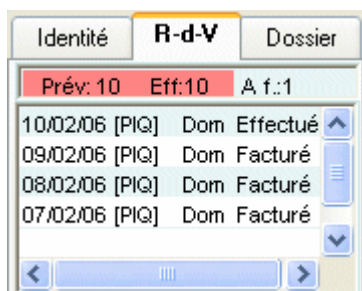 Identité R-d-V Dossier
Prév: 10 Eff:10 A f.:1
10/02/06 [PIQ] Dom Effectué
09/02/06 [PIQ] Dom Facturé
08/02/06 [PIQ] Dom Facturé
07/02/06 [PIQ] Dom Facturé